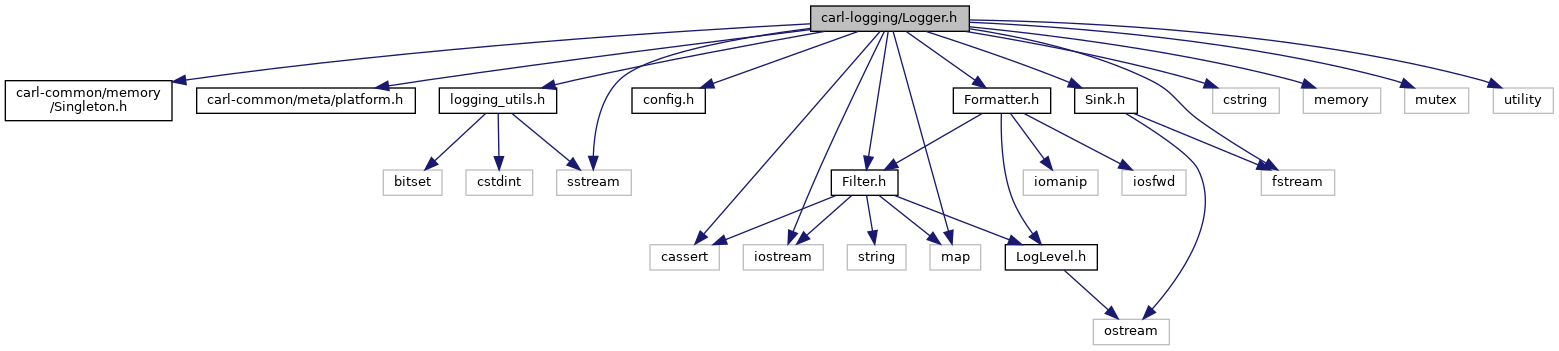 carl-logging/Logger.h
carl-common/memory
/Singleton.h
carl-common/meta/platform.h
logging_utils.h
config.h
Formatter.h
Sink.h
cstring
memory
mutex
utility
bitset
cstdint
sstream
Filter.h
iomanip
iosfwd
fstream
cassert
iostream
string
map
LogLevel.h
ostream